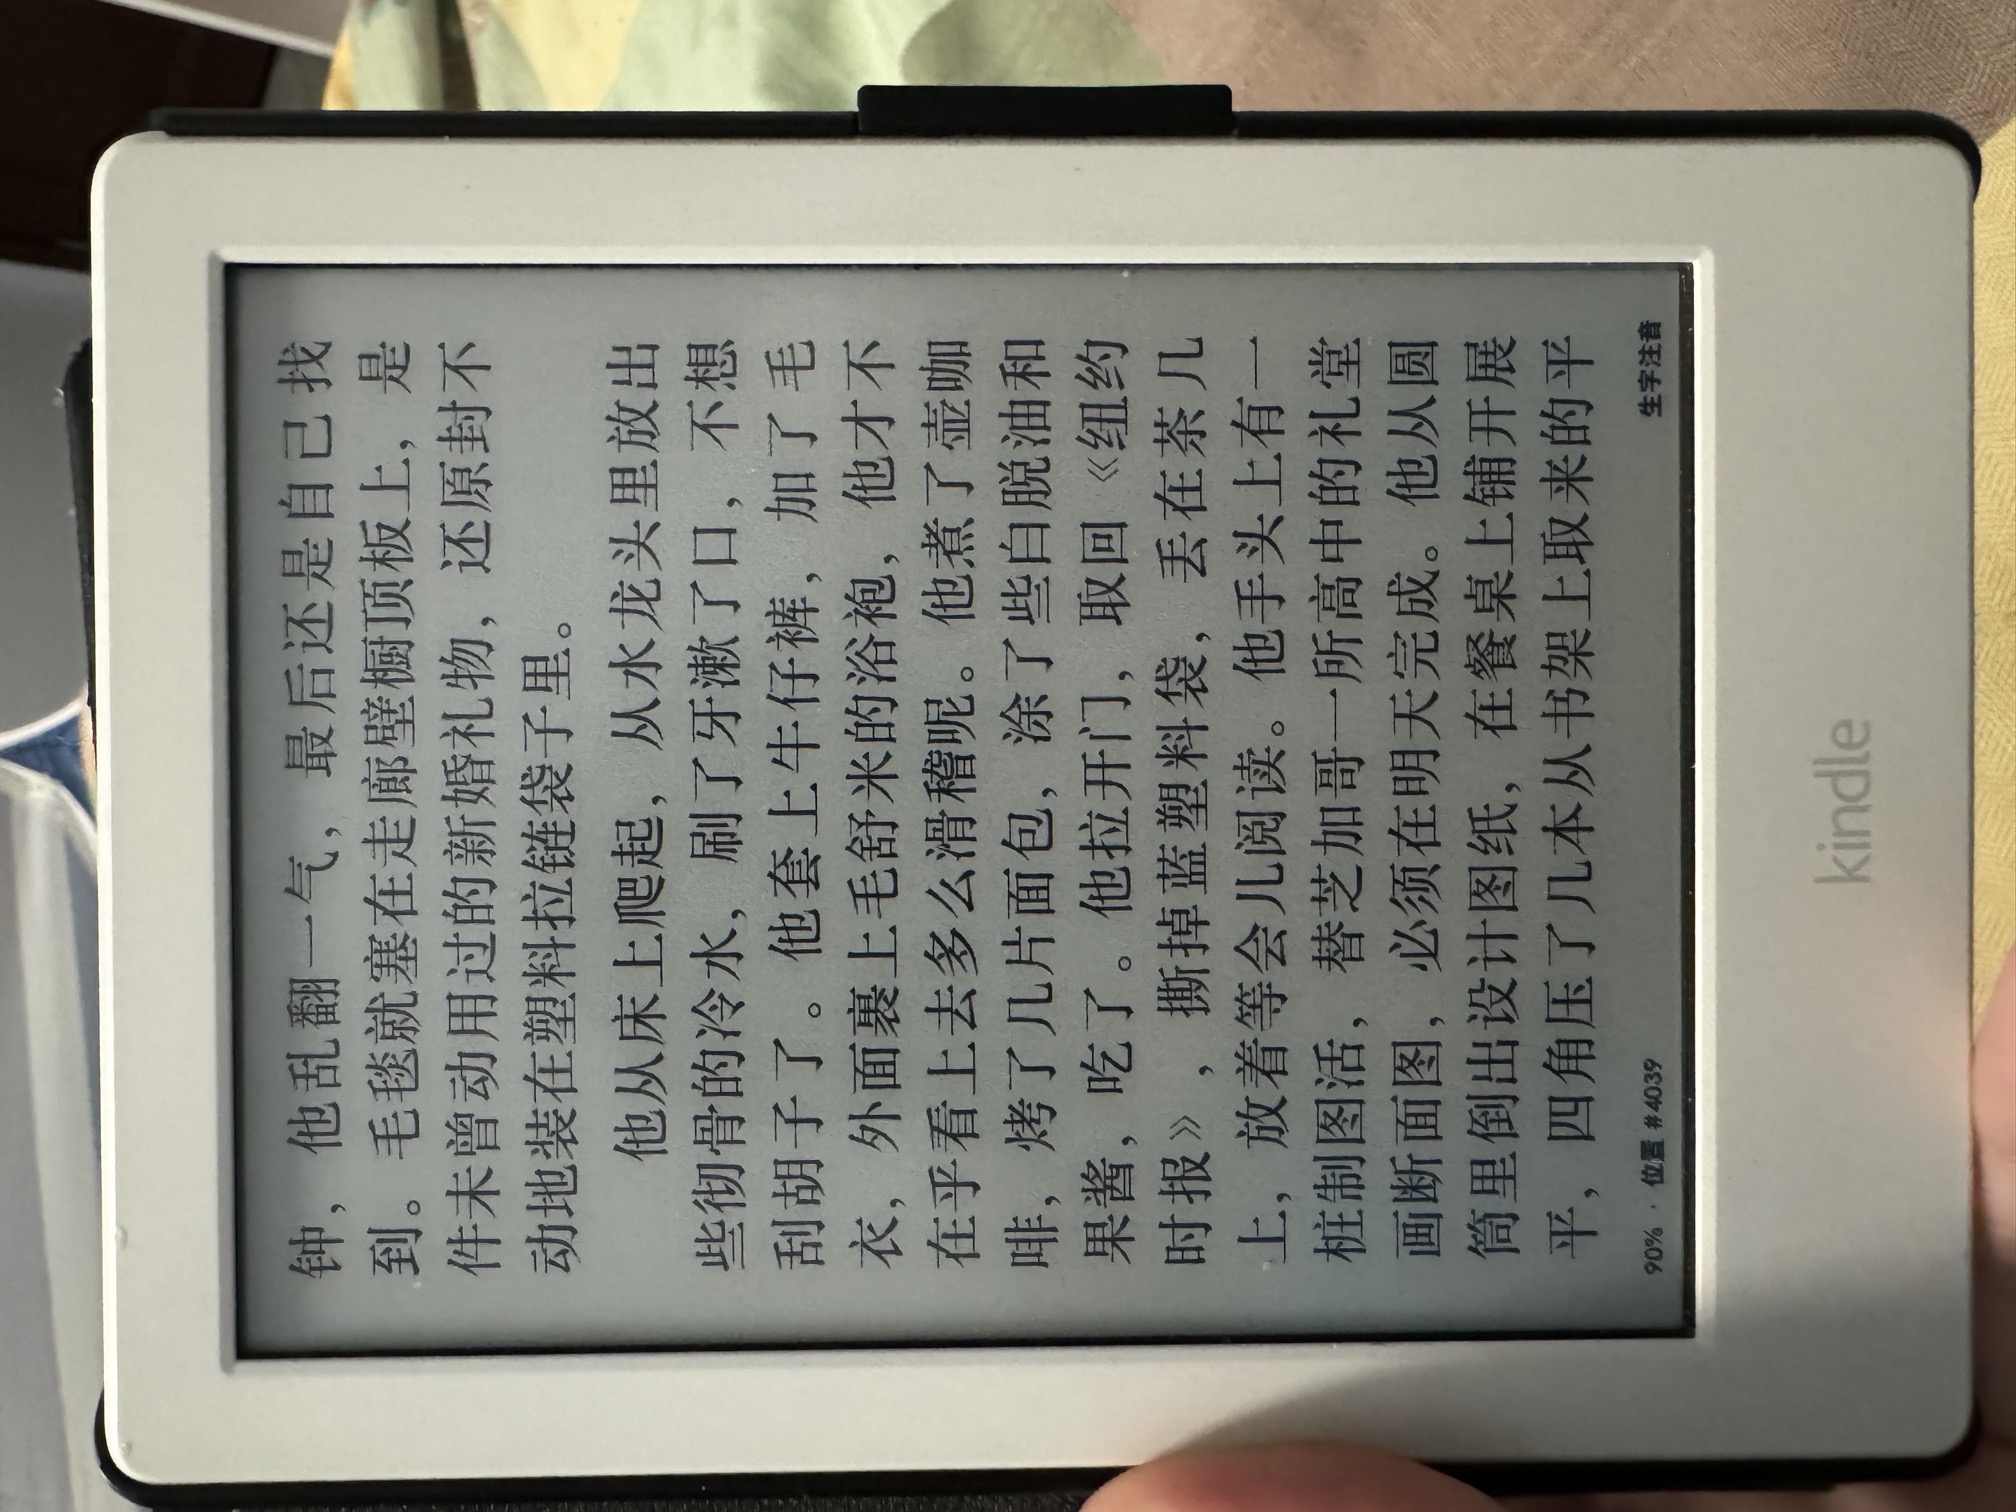 钟，他乱翻一气，最后还是自己找
到。毛毯就塞在走廊壁橱顶板上，是
件未曾动用过的新婚礼物，还原封不
动地装在塑料拉链袋子里。
他从床上爬起，从水龙头里放出
些彻骨的冷水，刷了牙漱了口，不想
刮胡子了。他套上牛仔裤，加了毛
衣，外面裹上毛舒米的浴袍，他才不
在乎看上去多么滑稽呢。他煮了壶咖
啡，烤了几片面包，涂了些白脱油和
果酱，吃了。他拉开门，取回《纽约
时报》，撕掉蓝塑料袋，丢在茶几
上，放着等会儿阅读。他手头上有一
桩制图活，替芝加哥一所高中的礼堂
画断面图，必须在明天完成。他从圆
筒里倒出设计图纸，在餐桌上铺开展
平，四角压了几本从书架上取来的平
90% · 位置 #4039 生字注音
kindle